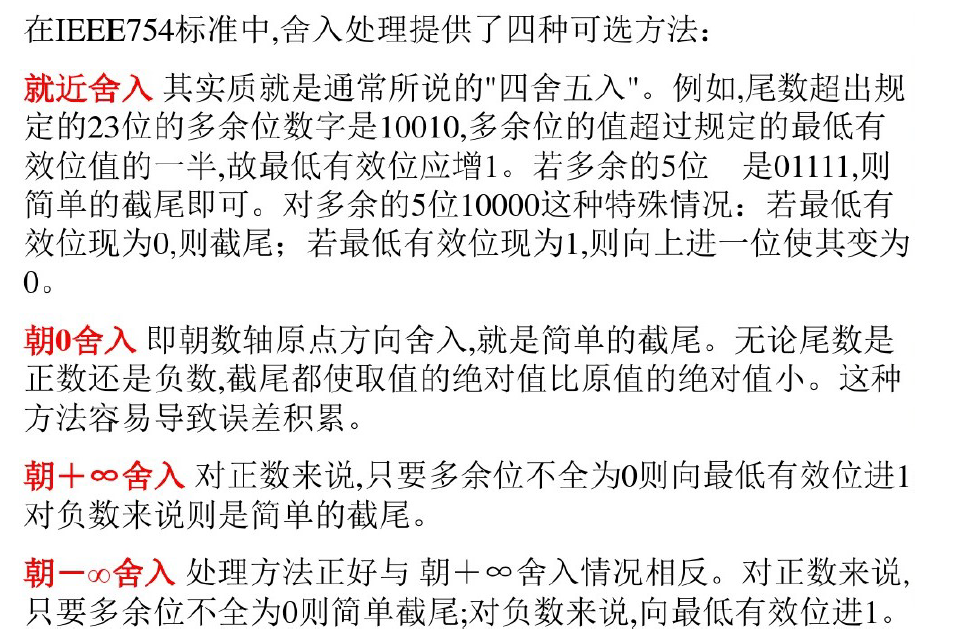 在IEEE754标准中,舍入处理提供了四种可选方法：
就近舍入 其实质就是通常所说的"四舍五入"。例如,尾数超出规
定的23位的多余位数字是10010,多余位的值超过规定的最低有
效位值的一半,故最低有效位应增1。若多余的5位 是01111,则
简单的截尾即可。对多余的5位10000这种特殊情况：若最低有
效位现为0,则截尾；若最低有效位现为1,则向上进一位使其变为
0。
朝0舍入 即朝数轴原点方向舍入,就是简单的截尾。无论尾数是
正数还是负数,截尾都使取值的绝对值比原值的绝对值小。这种
方法容易导致误差积累。
朝＋∞舍入 对正数来说,只要多余位不全为0则向最低有效位进1
对负数来说则是简单的截尾。
朝－∞舍入 处理方法正好与 朝＋∞舍入情况相反。对正数来说,
只要多余位不全为0则简单截尾;对负数来说,向最低有效位进1。